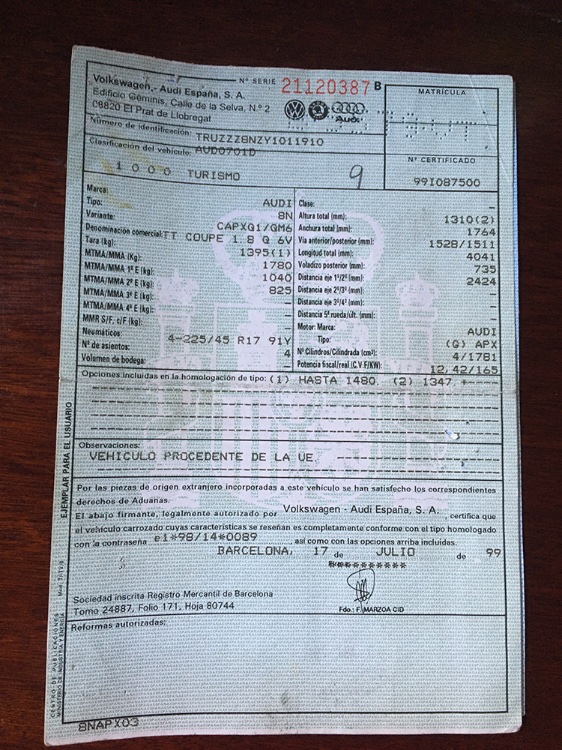 Volkswagen - Audi España, S. A.
Edificio Géminis, Calle de la Selva, N.º 2
08820 El Prat de Llobregat
Nº SERIE 21120387 B
Audi
MATRÍCULA
Número de identificación: TRUZZZ8NZY1011910
Clasificación del vehículo: AUD0701D
Nº CERTIFICADO
99I087500
1000 TURISMO
9
Marca: AUDI
Tipo: 8N
Variante: CAPXQ1/GM6
Denominación comercial: TT COUPE 1.8 Q 6V
Tara (kg) 1395(1)
MTMA/MMA (Kg): 1780
MTMA/MMA 1º E (kg): 1040
MTMA/MMA 2º E (kg): 825
MTMA/MMA 3º E (kg): —
MTMA/MMA 4º E (kg): —
MMR S/F, c/F (kg): —
Neumáticos: 4-225/45 R17 91Y
Nº de asientos: 4
Volumen de bodega: —
Clase: —
Altura total (mm): 1310(2)
Anchura total (mm): 1764
Vía anterior/posterior (mm): 1528/1511
Longitud total (mm): 4041
Voladizo posterior (mm): 735
Distancia eje 1º/2º (mm): 2424
Distancia eje 2º/3º (mm): —
Distancia eje 3º/4º (mm): —
Distancia 5ª rueda/últ. (mm): —
Motor: Marca: AUDI
Tipo: (G) APX
Nº Cilindros/Cilindrada (cm³): 4/1781
Potencia fiscal/real (C.V.F/KW): 12,42/165
Opciones incluidas en la homologación de tipo: (1) HASTA 1480. (2) 1347.+
Observaciones:
VEHICULO PROCEDENTE DE LA UE.
Por las piezas de origen extranjero incorporadas a este vehículo se han satisfecho los correspondientes
derechos de Aduanas.
El abajo firmante, legalmente autorizado por Volkswagen - Audi España, S. A. , certifica que
el vehículo carrozado cuyas características se reseñan es completamente conforme con el tipo homologado
con la contraseña e1*98/14*0089 así como con las opciones arriba incluidas.
BARCELONA, 17 de JULIO de 99
Fdo.: F. MARZOA CID
Sociedad inscrita Registro Mercantil de Barcelona
Tomo 24887, Folio 171, Hoja 80744
Reformas autorizadas:
8NAPX03
EJEMPLAR PARA EL USUARIO
CENTRO DE PUBLICACIONES
MINISTERIO DE INDUSTRIA Y ENERGIA